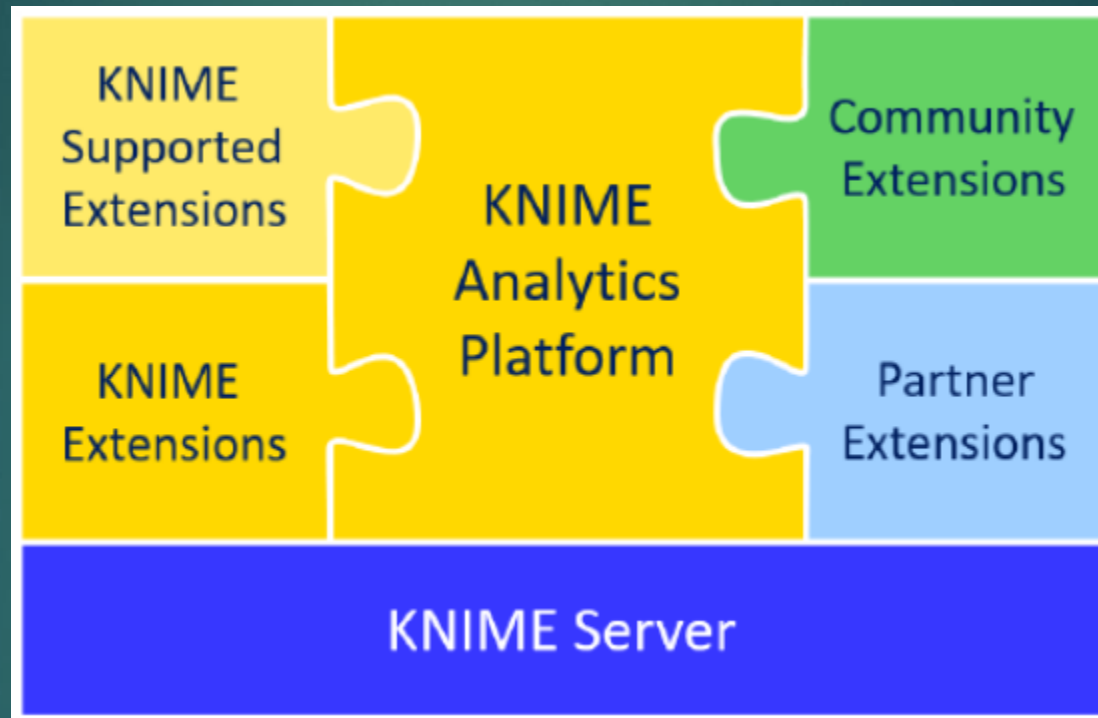 KNIME
Supported
Extensions
KNIME
Analytics
Platform
Community
Extensions
KNIME
Extensions
Partner
Extensions
KNIME Server